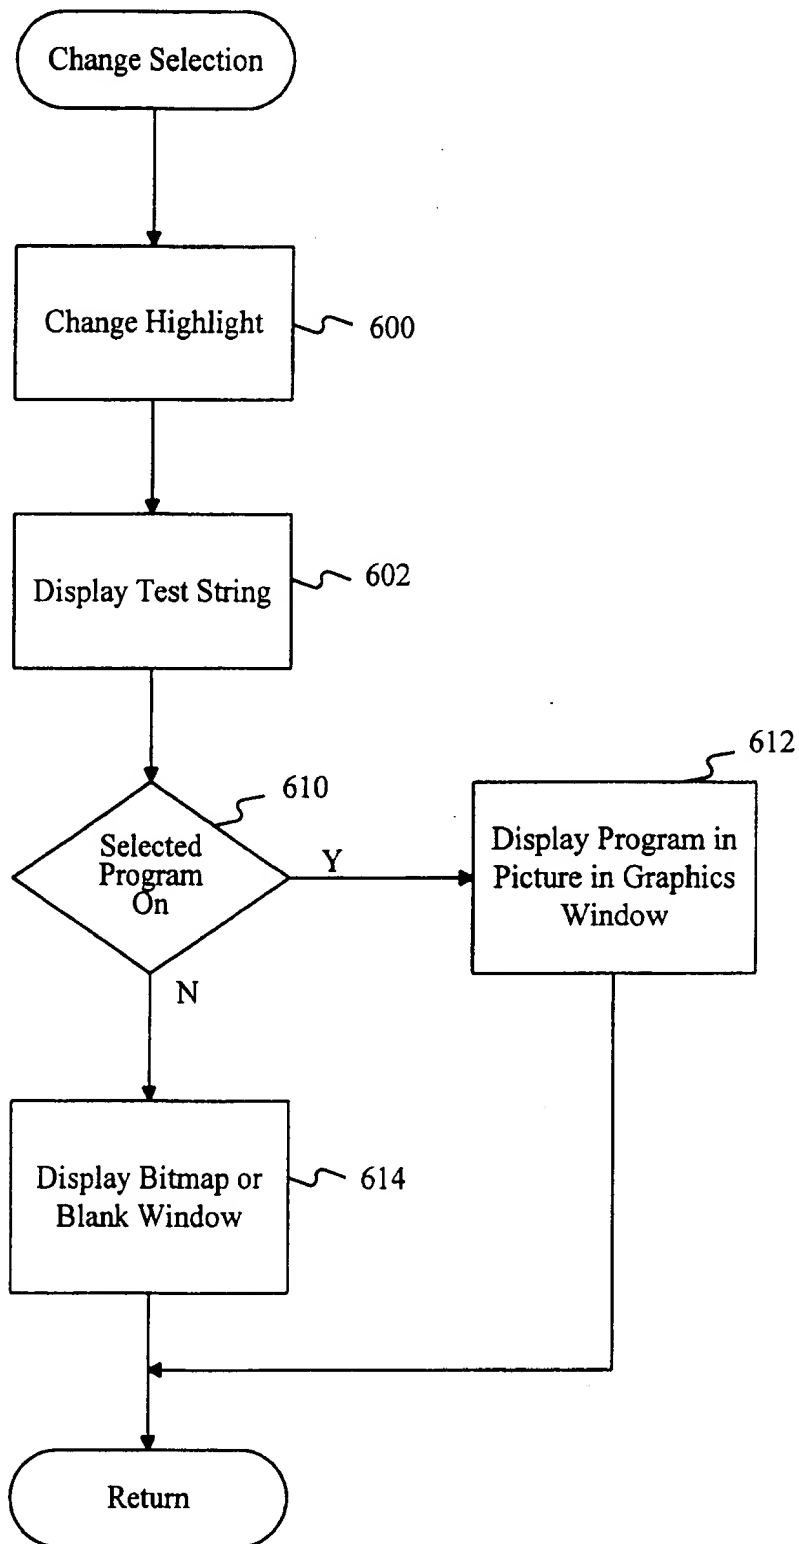 Change Selection
Change Highlight
600
Display Test String
602
Selected
Program
On
610
Y
612
Display Program in
Picture in Graphics
Window
N
Display Bitmap or
Blank Window
614
Return